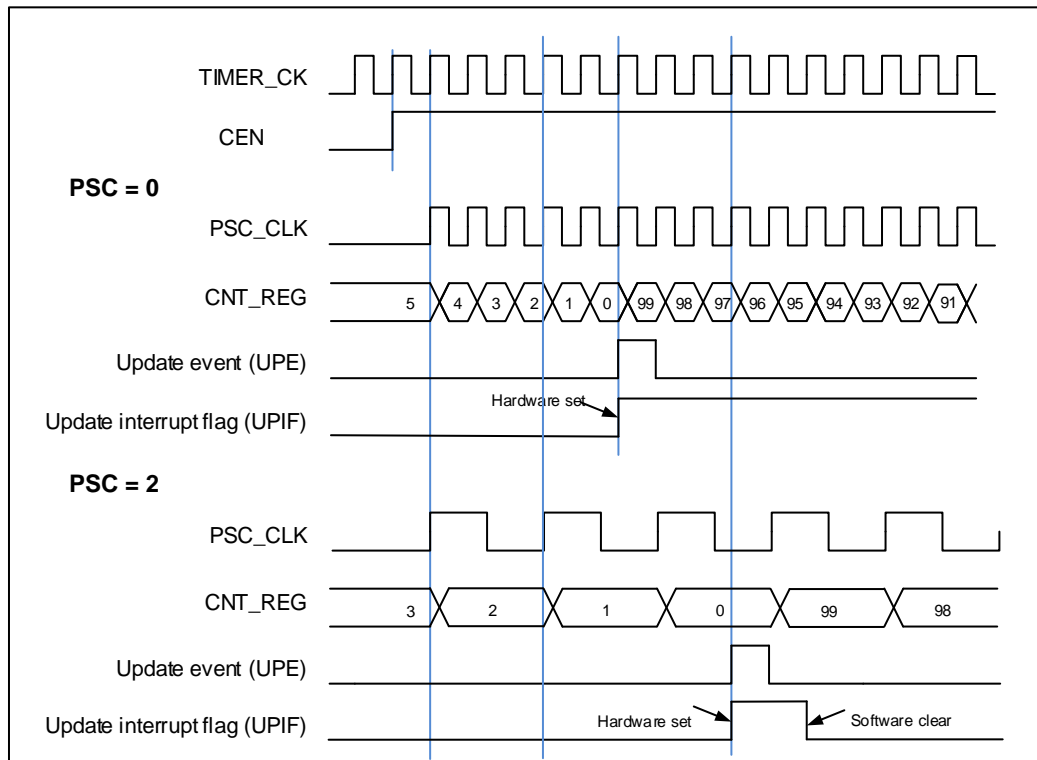 TIMER_CK
CEN
PSC = 0
PSC_CLK
CNT_REG 5 4 3 2 1 0 99 98 97 96 95 94 93 92 91
Update event (UPE)
Hardware set
Update interrupt flag (UPIF)
PSC = 2
PSC_CLK
CNT_REG 3 2 1 0 99 98
Update event (UPE)
Update interrupt flag (UPIF) Hardware set Software clear